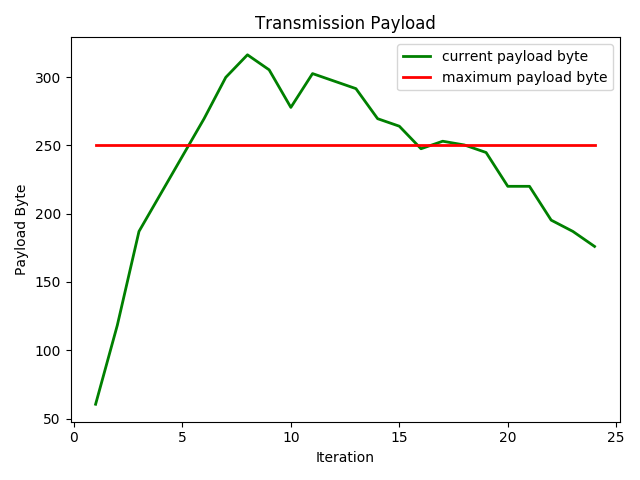 Transmission Payload
current payload byte
maximum payload byte
Payload Byte
300
250
200
150
100
50
0
5
10
15
20
25
Iteration